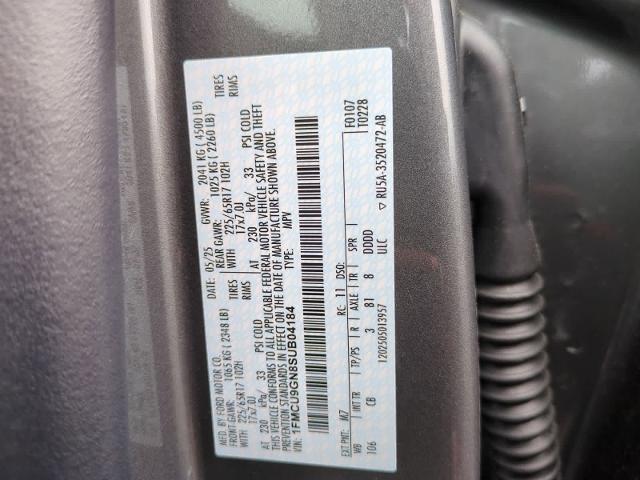 MFD. BY FORD MOTOR CO.
DATE: 05/25 GVWR: 2041 KG ( 4500 LB)
FRONT GAWR: 1065 KG ( 2348 LB) REAR GAWR: 1025 KG ( 2260 LB)
WITH 225/65R17 102H TIRES WITH 225/65R17 102H TIRES
17x7.0J RIMS 17x7.0J RIMS
AT 230 kPa/ 33 PSI COLD AT 230 kPa/ 33 PSI COLD
THIS VEHICLE CONFORMS TO ALL APPLICABLE FEDERAL MOTOR VEHICLE SAFETY AND THEFT
PREVENTION STANDARDS IN EFFECT ON THE DATE OF MANUFACTURE SHOWN ABOVE.
VIN: 1FMCU9GN8SUB04184 TYPE: MPV
F0107
T0228
EXT PNT: M7 RC: 11 DSO:
WB INT TR TP/PS R AXLE TR SPR
106 CB 3 81 8 DDDD
120250501395? ULC ▽ RU5A-3520472-AB